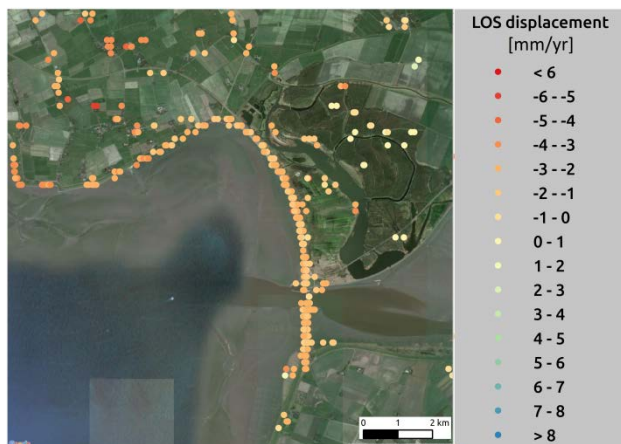 LOS displacement
[mm/yr]
< 6
-6 - -5
-5 - -4
-4 - -3
-3 - -2
-2 - -1
-1 - 0
0 - 1
1 - 2
2 - 3
3 - 4
4 - 5
5 - 6
6 - 7
7 - 8
> 8
0 1 2 km